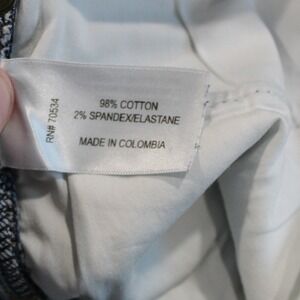 98% COTTON
2% SPANDEX/ELASTANE
MADE IN COLOMBIA
RN# 70534